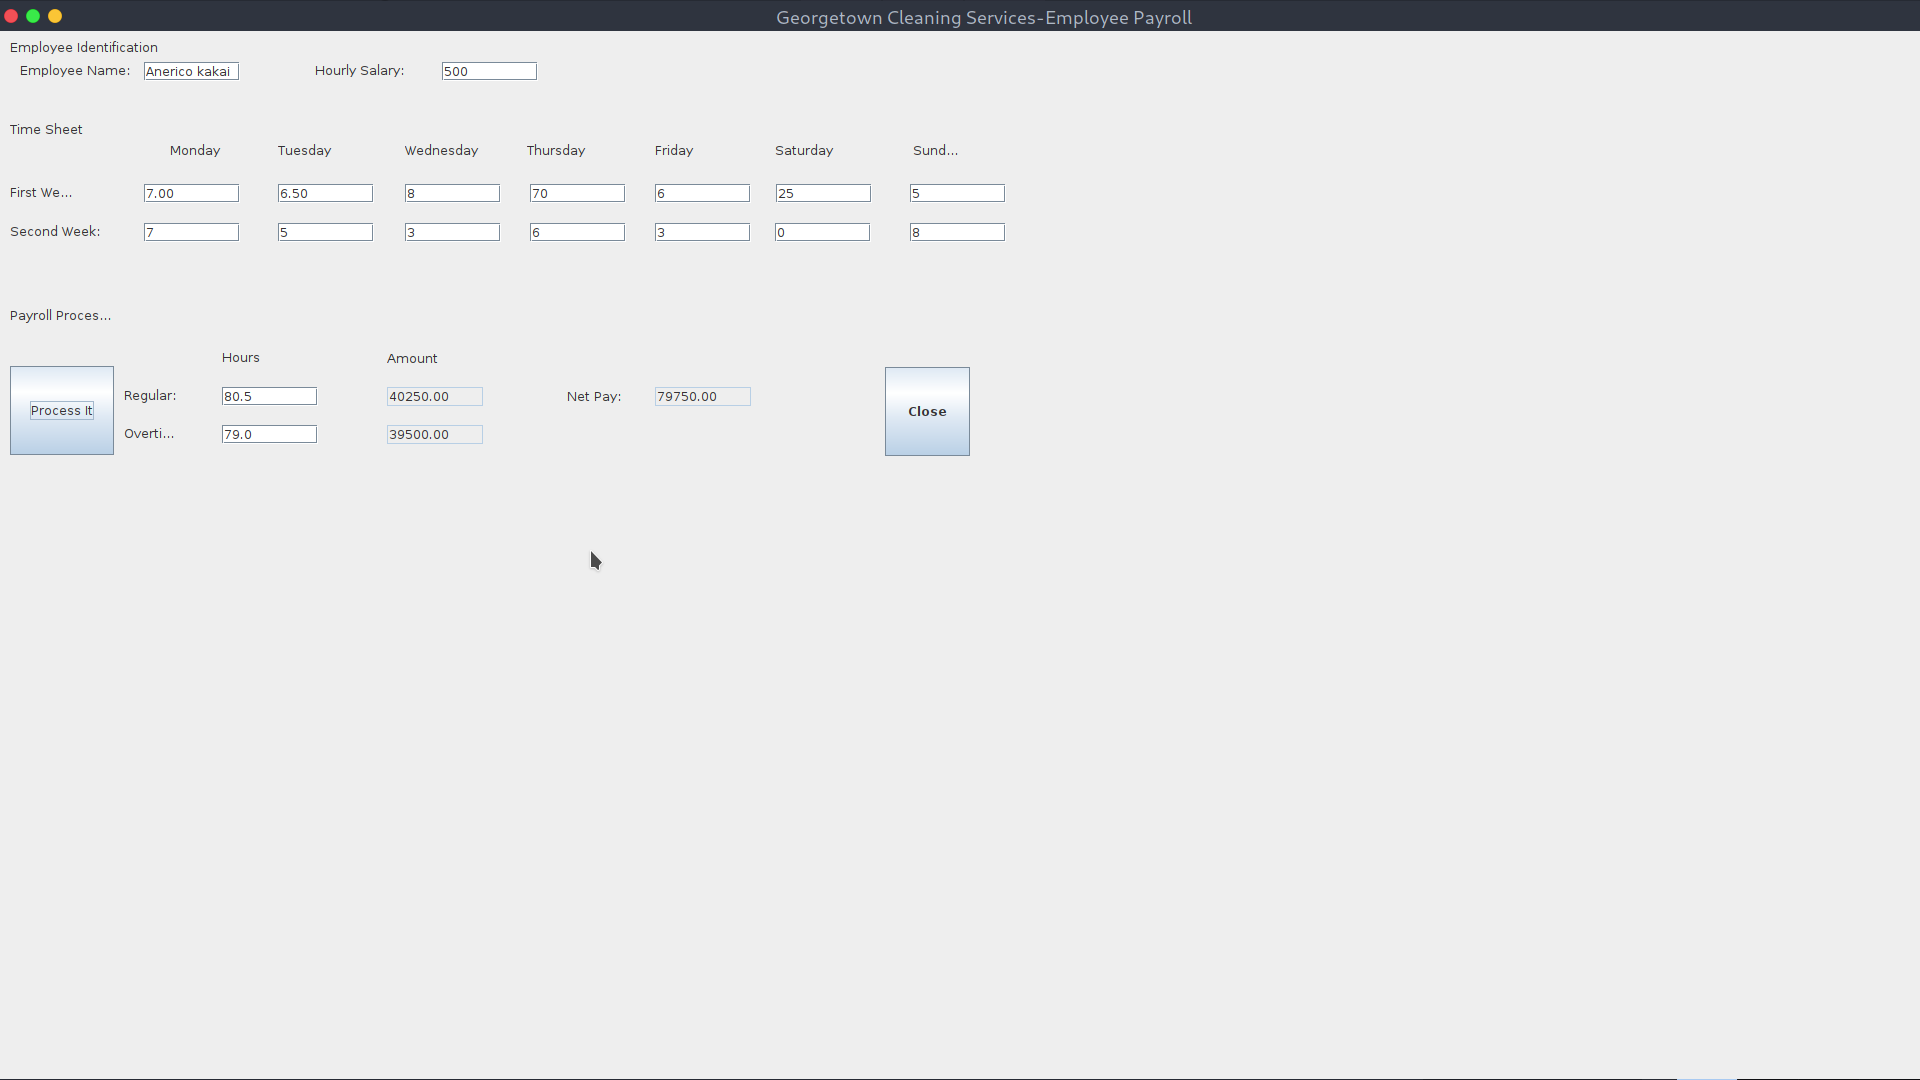 Georgetown Cleaning Services-Employee Payroll
Employee Identification
Employee Name: Anerico kakai Hourly Salary: 500
Time Sheet
Monday Tuesday Wednesday Thursday Friday Saturday Sund...
First We... 7.00 6.50 8 70 6 25 5
Second Week: 7 5 3 6 3 0 8
Payroll Proces...
Hours Amount
Regular: 80.5 40250.00 Net Pay: 79750.00
Process It Close
Overti... 79.0 39500.00